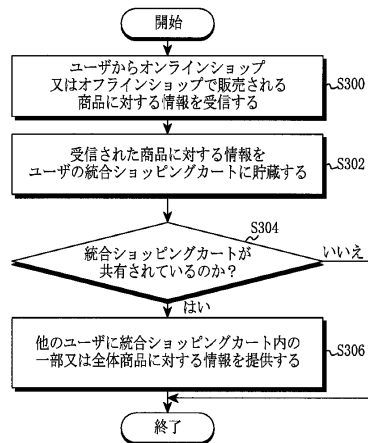 開始
ユーザからオンラインショップ
又はオフラインショップで販売される
商品に対する情報を受信する
S300
受信された商品に対する情報を
ユーザの統合ショッピングカートに貯蔵する
S302
S304
統合ショッピングカートが
共有されているのか？
いいえ
はい
他のユーザに統合ショッピングカート内の
一部又は全体商品に対する情報を提供する
S306
終了